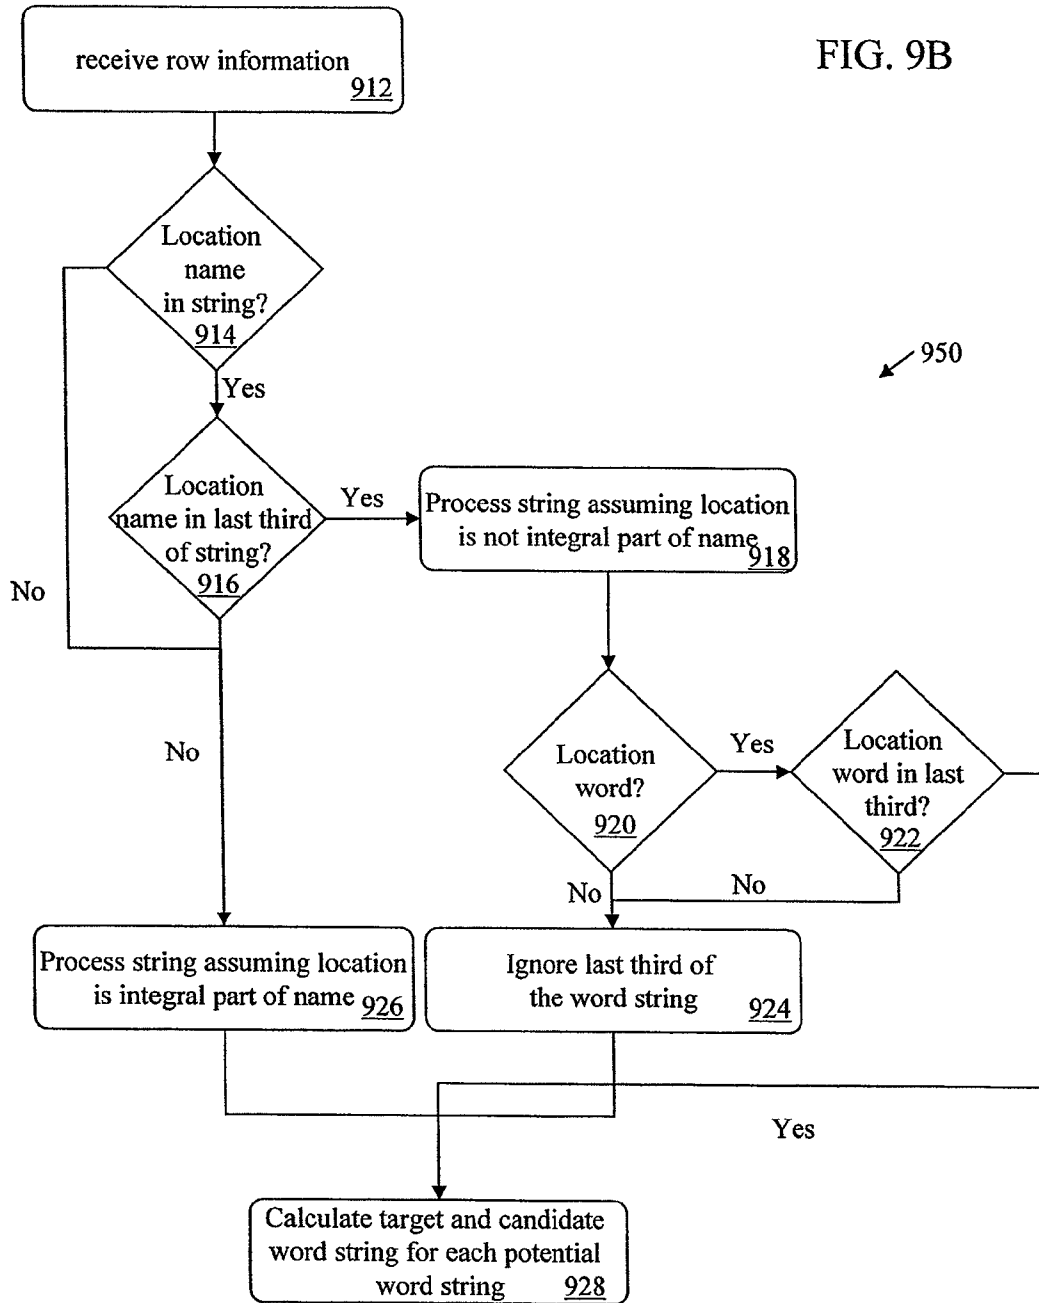 FIG. 9B
receive row information
912
Location
name
in string?
914
950
Yes
Location
name in last third
of string?
916
Yes
Process string assuming location
is not integral part of name
918
No
No
Location
word?
920
Yes
Location
word in last
third?
922
No
No
Process string assuming location
is integral part of name
926
Ignore last third of
the word string
924
Yes
Calculate target and candidate
word string for each potential
word string
928